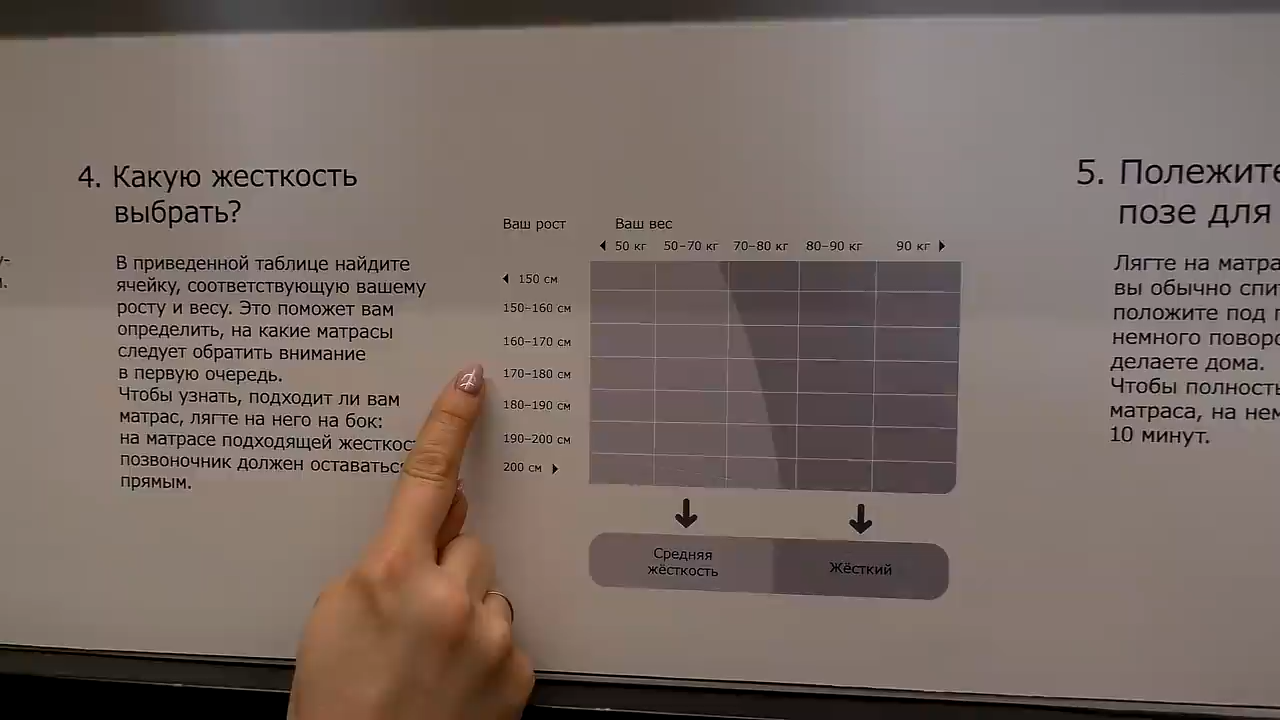 4. Какую жесткость
выбрать?
В приведенной таблице найдите
ячейку, соответствующую вашему
росту и весу. Это поможет вам
определить, на какие матрасы
следует обратить внимание
в первую очередь.
Чтобы узнать, подходит ли вам
матрас, лягте на него на бок:
на матрасе подходящей жесткост
позвоночник должен оставаться
прямым.
Ваш рост
Ваш вес
50 кг 50–70 кг 70–80 кг 80–90 кг 90 кг
150 см
150–160 см
160–170 см
170–180 см
180–190 см
190–200 см
200 см
Средняя
жёсткость
Жёсткий
5. Полежите
позе для
Лягте на матра
вы обычно спи
положите под
немного поворо
делаете дома.
Чтобы полность
матраса, на нем
10 минут.